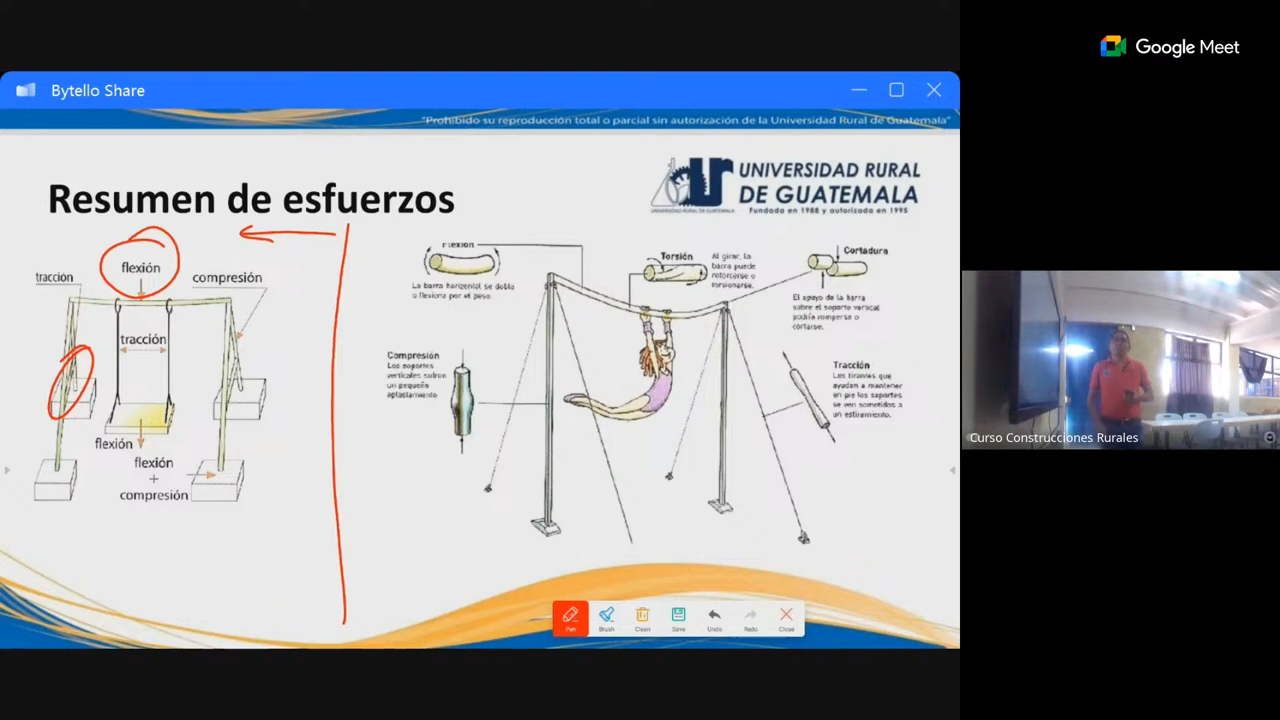 Google Meet
Bytello Share
"Prohibido su reproducción total o parcial sin autorización de la Universidad Rural de Guatemala"
UNIVERSIDAD RURAL
DE GUATEMALA
Fundada en 1988 y autorizada en 1995
UNIVERSIDAD RURAL DE GUATEMALA
Resumen de esfuerzos
flexión
tracción
compresión
tracción
flexión
flexión
+
compresión
Flexión
La barra horizontal se dobla
o flexiona por el peso.
Torsión
Al girar, la
barra puede
retorcerse o
torsionarse.
Cortadura
El apoyo de la barra
sobre el soporte vertical
podría romperse o
cortarse.
Compresión
Los soportes
verticales sufren
un pequeño
aplastamiento
Tracción
Los tirantes que
ayudan a mantener
en pie los soportes
se ven sometidos a
un estiramiento.
Curso Construcciones Rurales
Pen
Brush
Clean
Save
Undo
Redo
Close